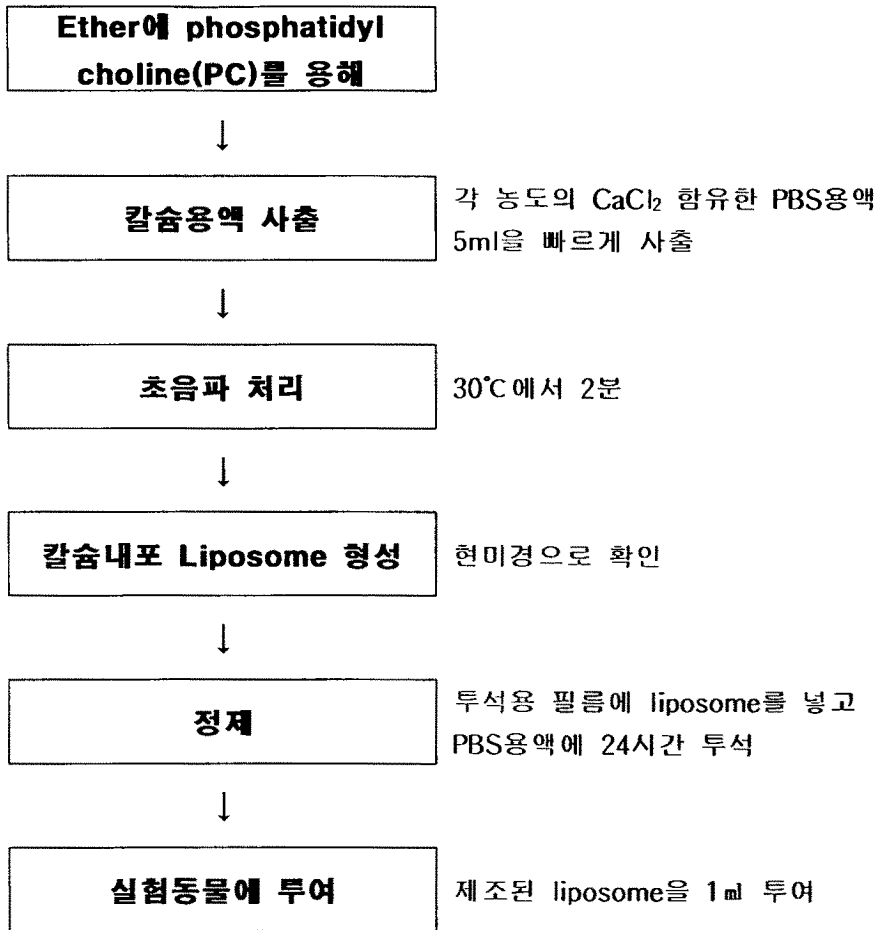 Ether에 phosphatidyl
choline(PC)를 용해
↓
칼슘용액 사출
각 농도의 CaCl₂ 함유한 PBS용액
5ml을 빠르게 사출
↓
초음파 처리
30℃에서 2분
↓
칼슘내포 Liposome 형성
현미경으로 확인
↓
정제
투석용 필름에 liposome를 넣고
PBS용액에 24시간 투석
↓
실험동물에 투여
제조된 liposome을 1㎖ 투여